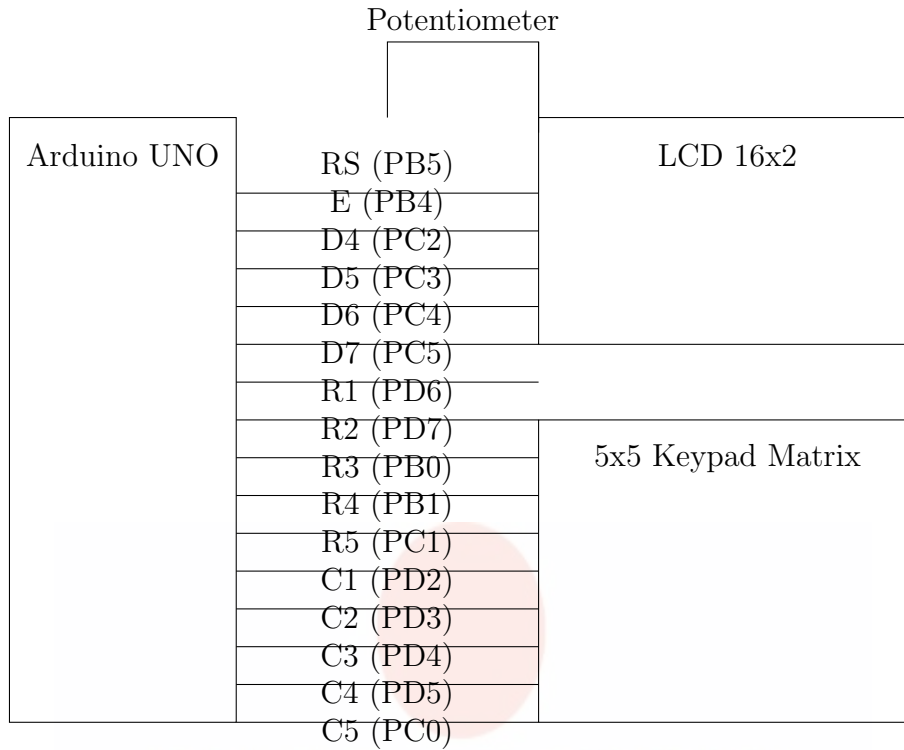 Potentiometer
Arduino UNO
LCD 16x2
RS (PB5)
E (PB4)
D4 (PC2)
D5 (PC3)
D6 (PC4)
D7 (PC5)
R1 (PD6)
R2 (PD7)
5x5 Keypad Matrix
R3 (PB0)
R4 (PB1)
R5 (PC1)
C1 (PD2)
C2 (PD3)
C3 (PD4)
C4 (PD5)
C5 (PC0)